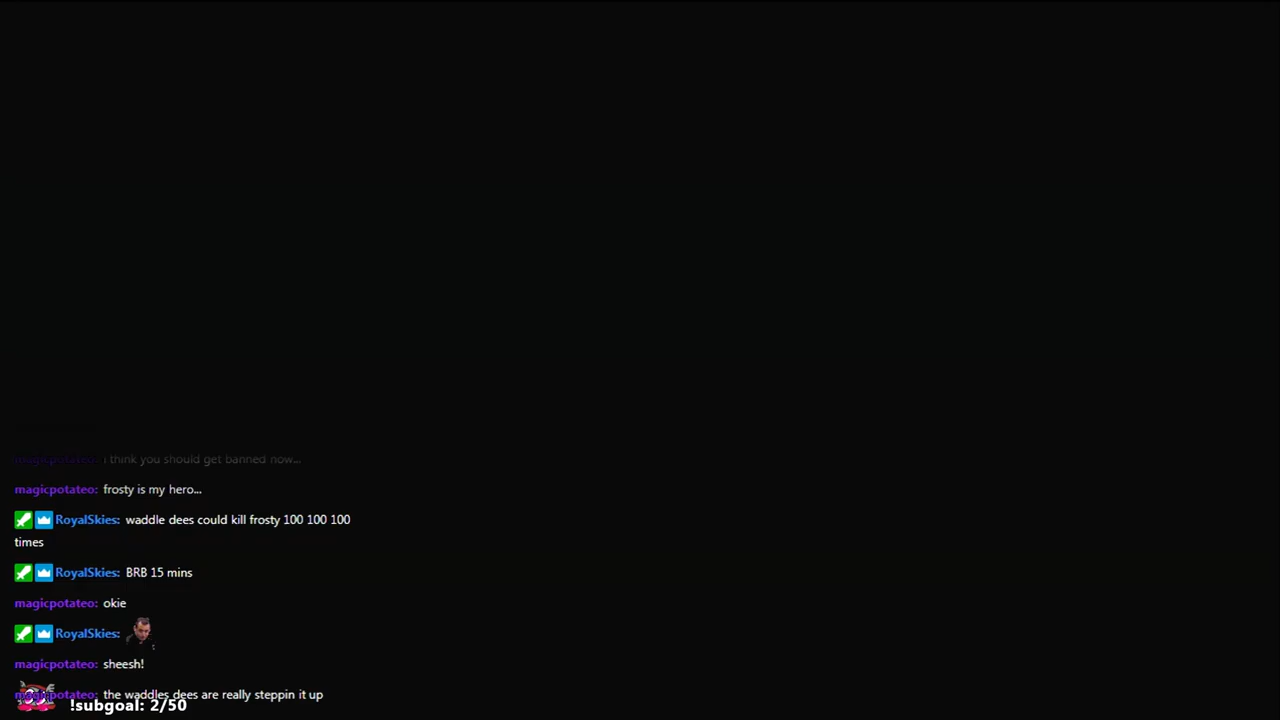 magicpotateo: i think you should get banned now...
magicpotateo: frosty is my hero...
RoyalSkies: waddle dees could kill frosty 100 100 100
times
RoyalSkies: BRB 15 mins
magicpotateo: okie
RoyalSkies:
magicpotateo: sheesh!
magicpotateo: the waddles dees are really steppin it up
!subgoal: 2/50